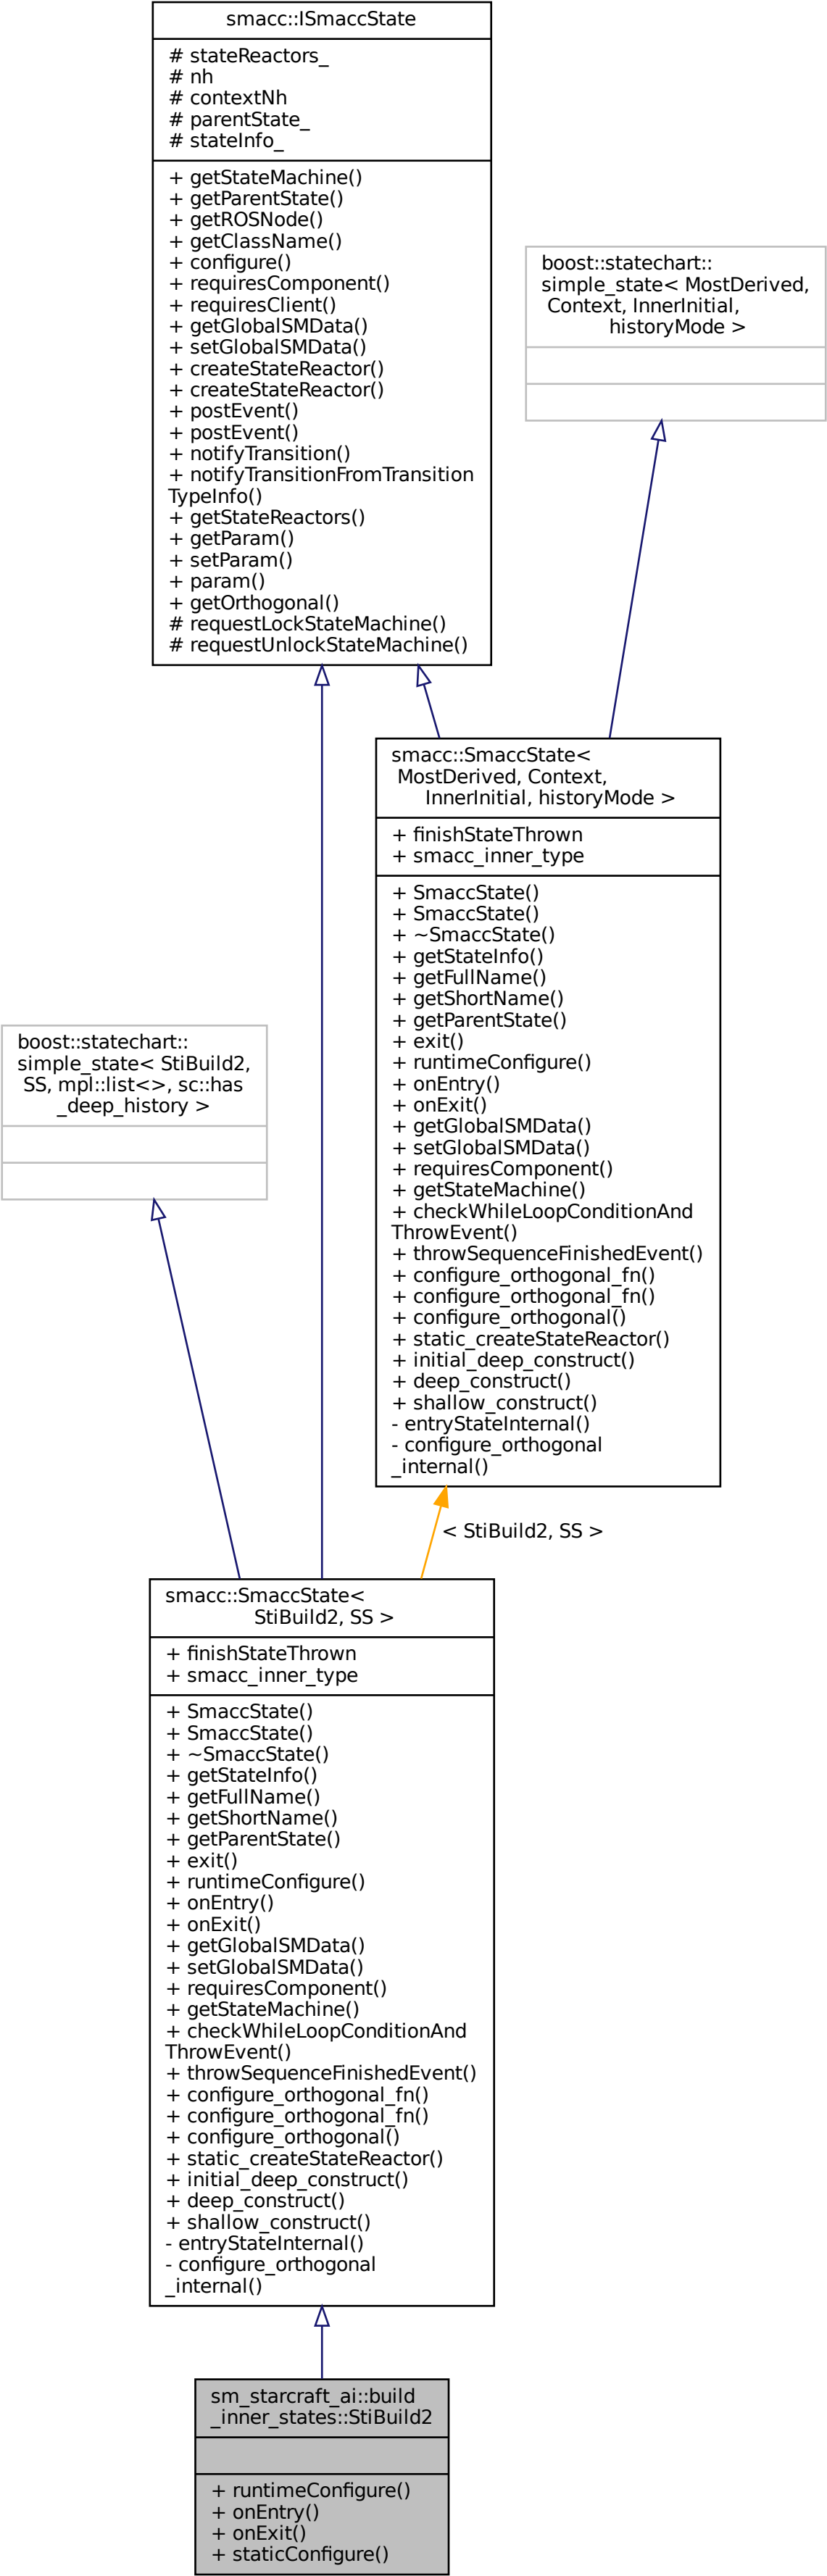 smacc::ISmaccState
# stateReactors_
# nh
# contextNh
# parentState_
# stateInfo_
+ getStateMachine()
+ getParentState()
+ getROSNode()
+ getClassName()
+ configure()
+ requiresComponent()
+ requiresClient()
+ getGlobalSMData()
+ setGlobalSMData()
+ createStateReactor()
+ createStateReactor()
+ postEvent()
+ postEvent()
+ notifyTransition()
+ notifyTransitionFromTransition
TypeInfo()
+ getStateReactors()
+ getParam()
+ setParam()
+ param()
+ getOrthogonal()
# requestLockStateMachine()
# requestUnlockStateMachine()
boost::statechart::
simple_state< MostDerived,
Context, InnerInitial,
historyMode >
smacc::SmaccState<
MostDerived, Context,
InnerInitial, historyMode >
+ finishStateThrown
+ smacc_inner_type
+ SmaccState()
+ SmaccState()
+ ~SmaccState()
+ getStateInfo()
+ getFullName()
+ getShortName()
+ getParentState()
+ exit()
+ runtimeConfigure()
+ onEntry()
+ onExit()
+ getGlobalSMData()
+ setGlobalSMData()
+ requiresComponent()
+ getStateMachine()
+ checkWhileLoopConditionAnd
ThrowEvent()
+ throwSequenceFinishedEvent()
+ configure_orthogonal_fn()
+ configure_orthogonal_fn()
+ configure_orthogonal()
+ static_createStateReactor()
+ initial_deep_construct()
+ deep_construct()
+ shallow_construct()
- entryStateInternal()
- configure_orthogonal
_internal()
boost::statechart::
simple_state< StiBuild2,
SS, mpl::list<>, sc::has
_deep_history >
< StiBuild2, SS >
smacc::SmaccState<
StiBuild2, SS >
+ finishStateThrown
+ smacc_inner_type
+ SmaccState()
+ SmaccState()
+ ~SmaccState()
+ getStateInfo()
+ getFullName()
+ getShortName()
+ getParentState()
+ exit()
+ runtimeConfigure()
+ onEntry()
+ onExit()
+ getGlobalSMData()
+ setGlobalSMData()
+ requiresComponent()
+ getStateMachine()
+ checkWhileLoopConditionAnd
ThrowEvent()
+ throwSequenceFinishedEvent()
+ configure_orthogonal_fn()
+ configure_orthogonal_fn()
+ configure_orthogonal()
+ static_createStateReactor()
+ initial_deep_construct()
+ deep_construct()
+ shallow_construct()
- entryStateInternal()
- configure_orthogonal
_internal()
sm_starcraft_ai::build
_inner_states::StiBuild2
+ runtimeConfigure()
+ onEntry()
+ onExit()
+ staticConfigure()